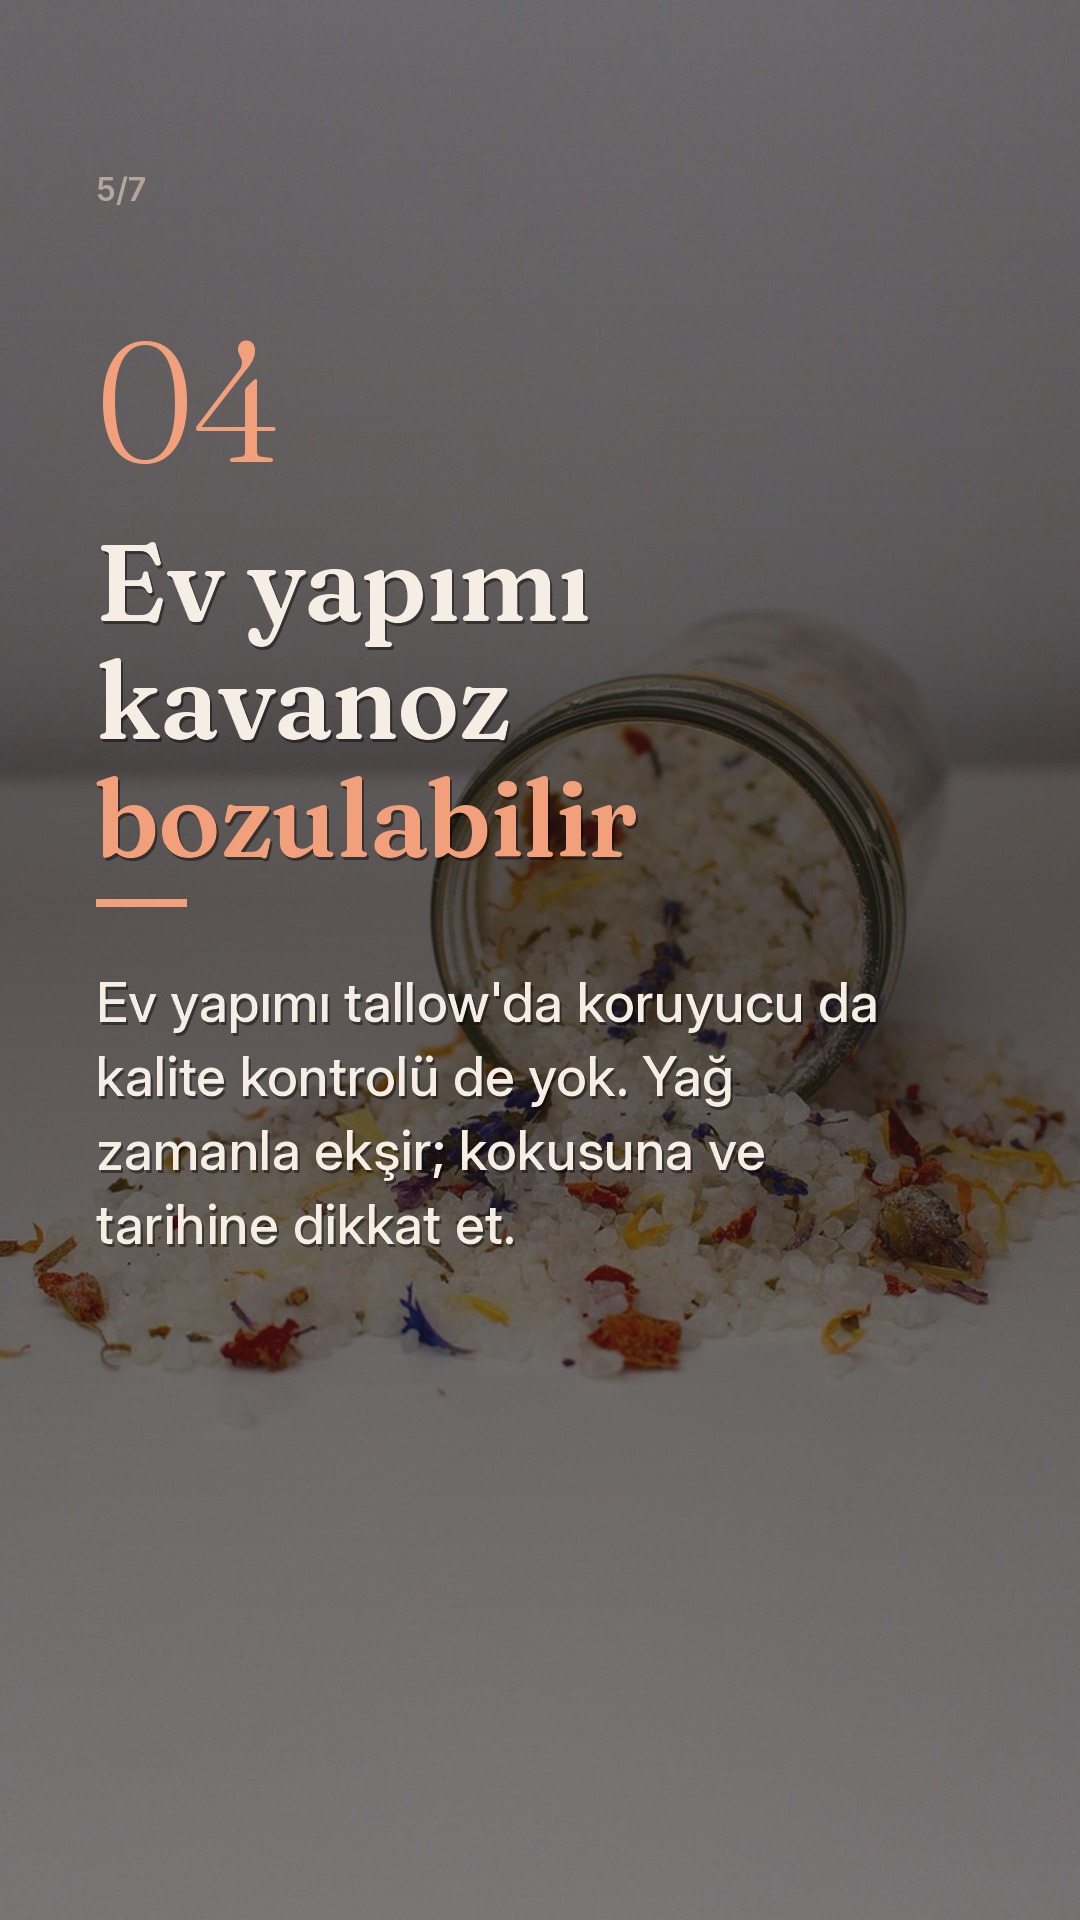 5/7
04
Ev yapımı
kavanoz
bozulabilir
Ev yapımı tallow'da koruyucu da
kalite kontrolü de yok. Yağ
zamanla ekşir; kokusuna ve
tarihine dikkat et.